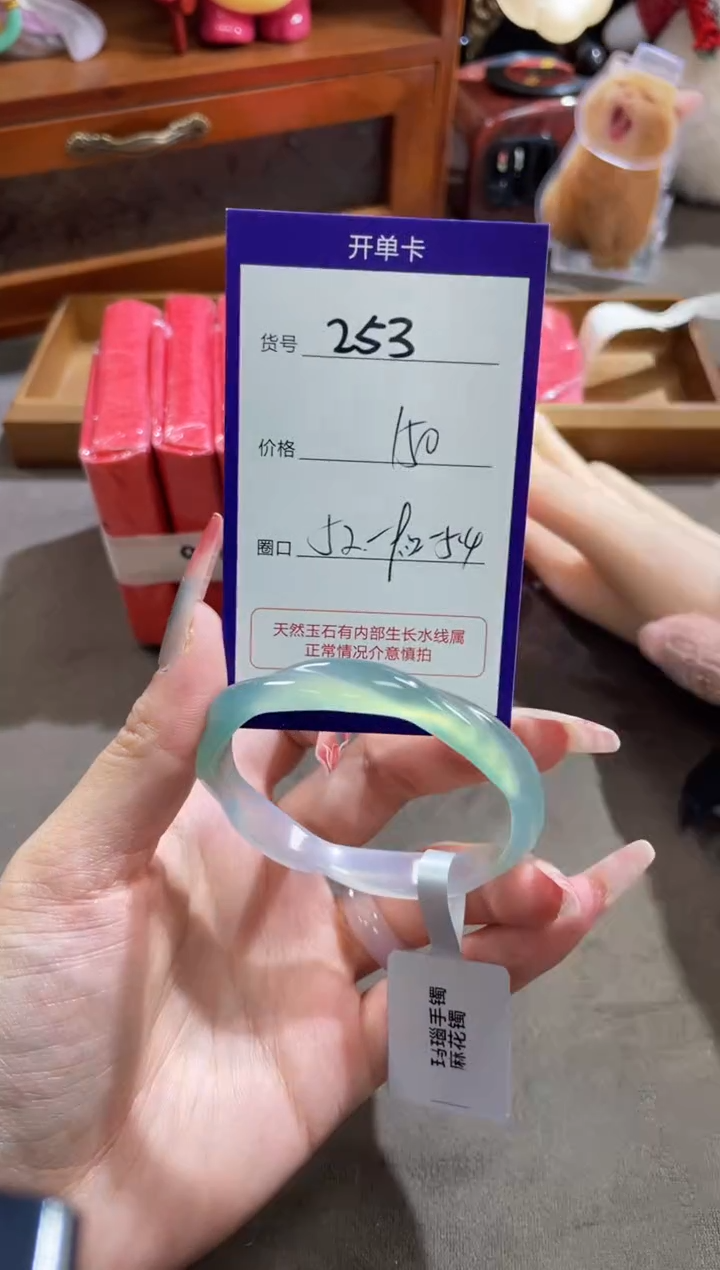 开单卡
货号 253
价格 150
圈口
天然玉石有内部生长水线属
正常情况介意慎拍
玛瑙手镯
麻花镯